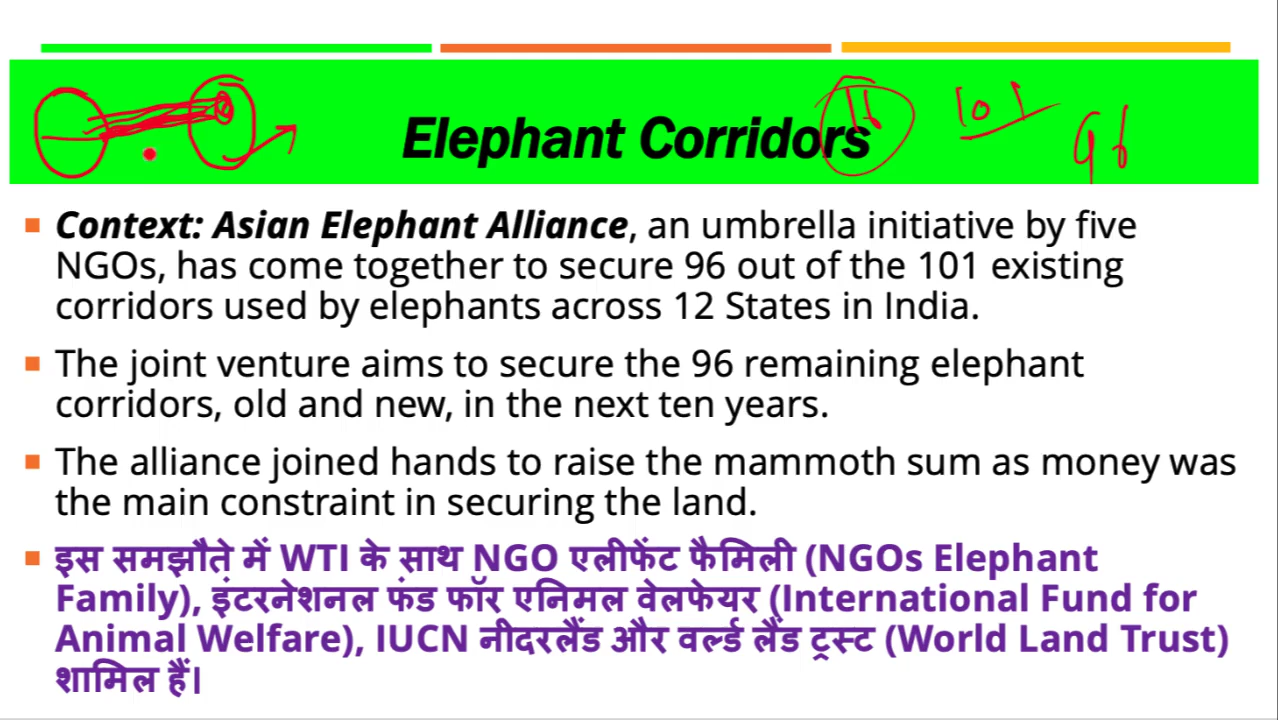 Elephant Corridors
101
96
Context: Asian Elephant Alliance, an umbrella initiative by five
NGOs, has come together to secure 96 out of the 101 existing
corridors used by elephants across 12 States in India.
The joint venture aims to secure the 96 remaining elephant
corridors, old and new, in the next ten years.
The alliance joined hands to raise the mammoth sum as money was
the main constraint in securing the land.
इस समझौते में WTI के साथ NGO एलीफेंट फैमिली (NGOs Elephant
Family), इंटरनेशनल फंड फॉर एनिमल वेलफेयर (International Fund for
Animal Welfare), IUCN नीदरलैंड और वर्ल्ड लैंड ट्रस्ट (World Land Trust)
शामिल हैं।